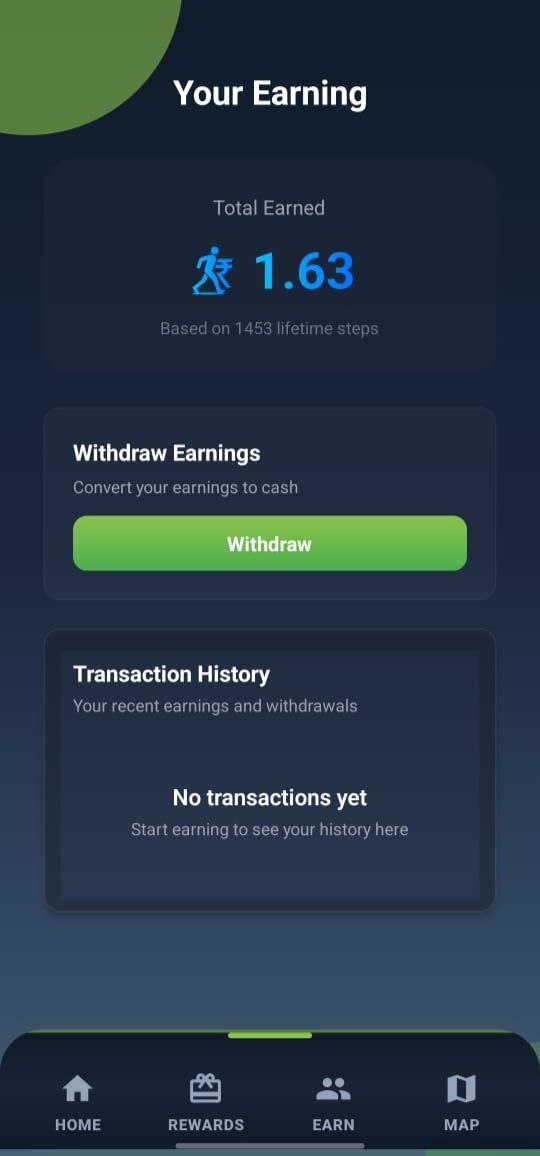 Your Earning
Total Earned
1.63
Based on 1453 lifetime steps
Withdraw Earnings
Convert your earnings to cash
Withdraw
Transaction History
Your recent earnings and withdrawals
No transactions yet
Start earning to see your history here
HOME REWARDS EARN MAP